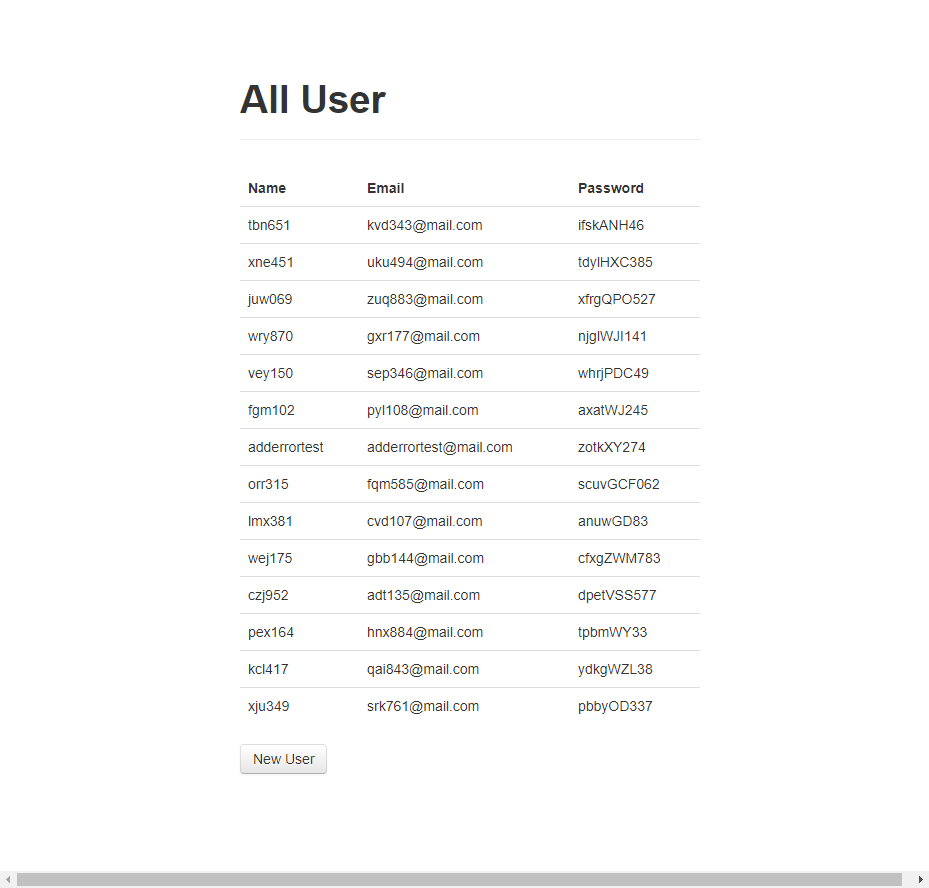 All User
Name Email Password
tbn651 kvd343@mail.com ifskANH46
xne451 uku494@mail.com tdylHXC385
juw069 zuq883@mail.com xfrgQPO527
wry870 gxr177@mail.com njglWJI141
vey150 sep346@mail.com whrjPDC49
fgm102 pyl108@mail.com axatWJ245
adderrortest adderrortest@mail.com zotkXY274
orr315 fqm585@mail.com scuvGCF062
lmx381 cvd107@mail.com anuwGD83
wej175 gbb144@mail.com cfxgZWM783
czj952 adt135@mail.com dpetVSS577
pex164 hnx884@mail.com tpbmWY33
kcl417 qai843@mail.com ydkgWZL38
xju349 srk761@mail.com pbbyOD337
New User